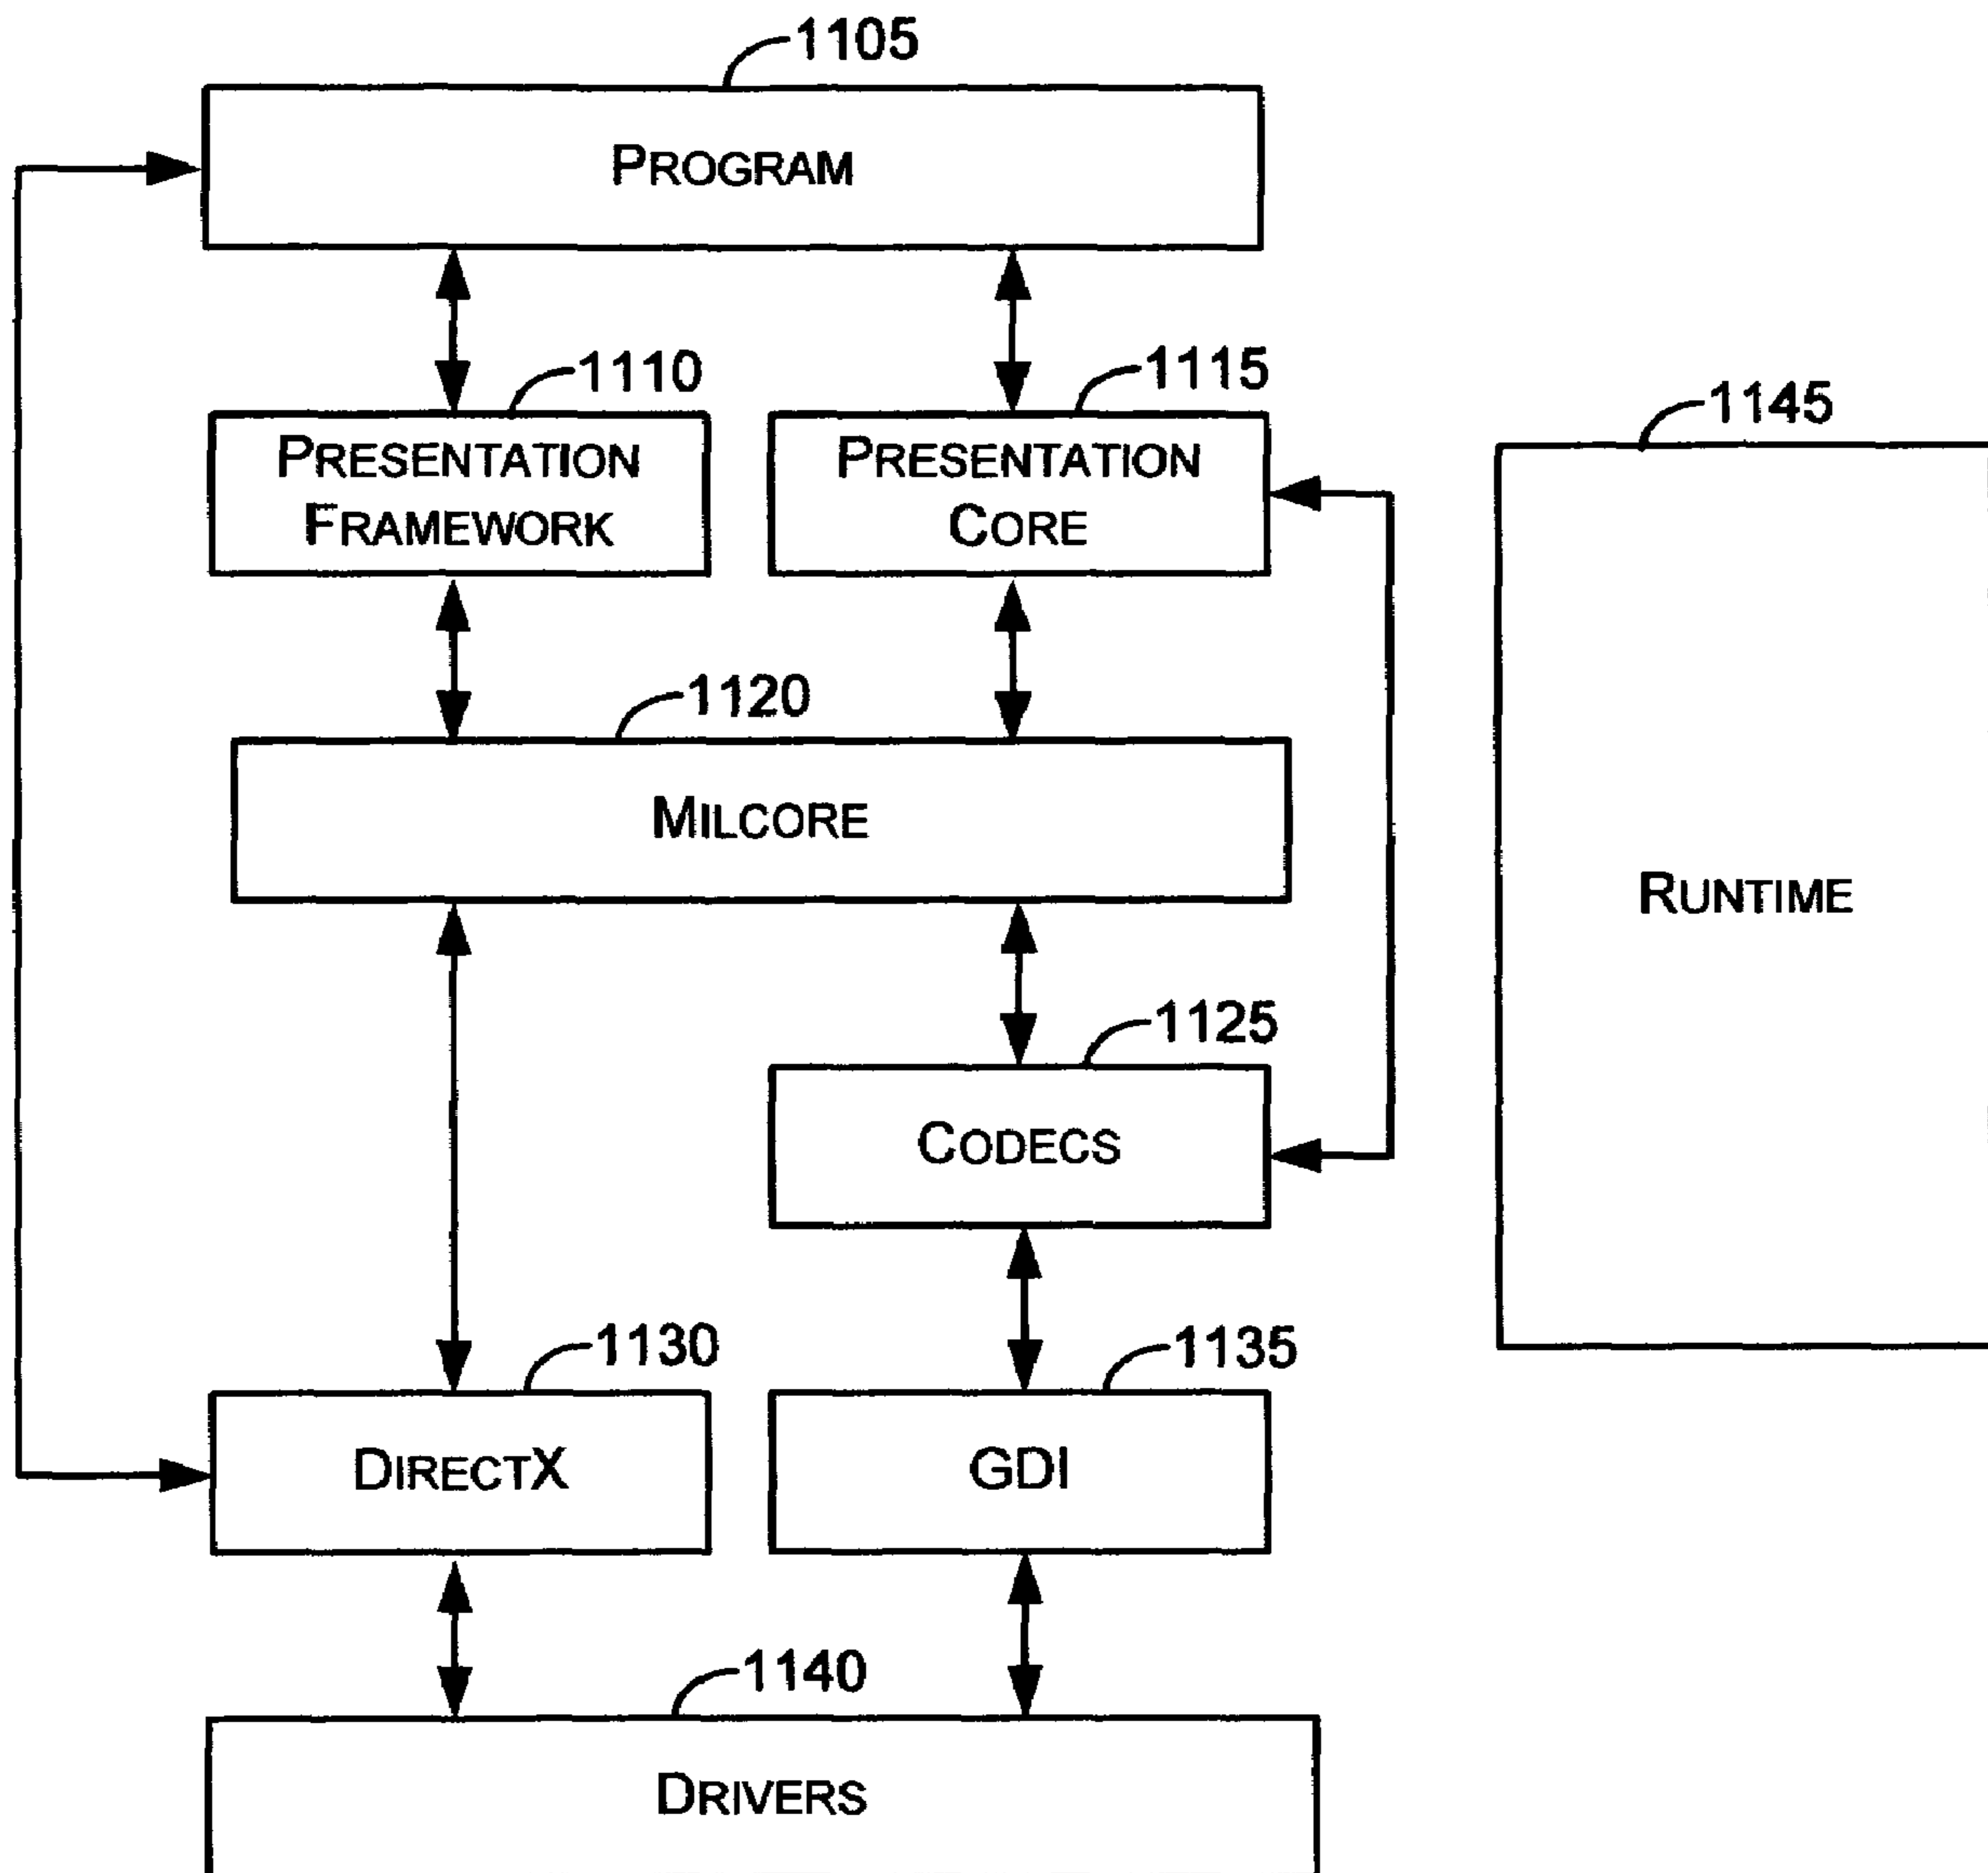 1105
PROGRAM
1110
1115
1145
PRESENTATION
FRAMEWORK
PRESENTATION
CORE
1120
MILCORE
RUNTIME
1125
CODECS
1130
1135
DIRECTX
GDI
1140
DRIVERS